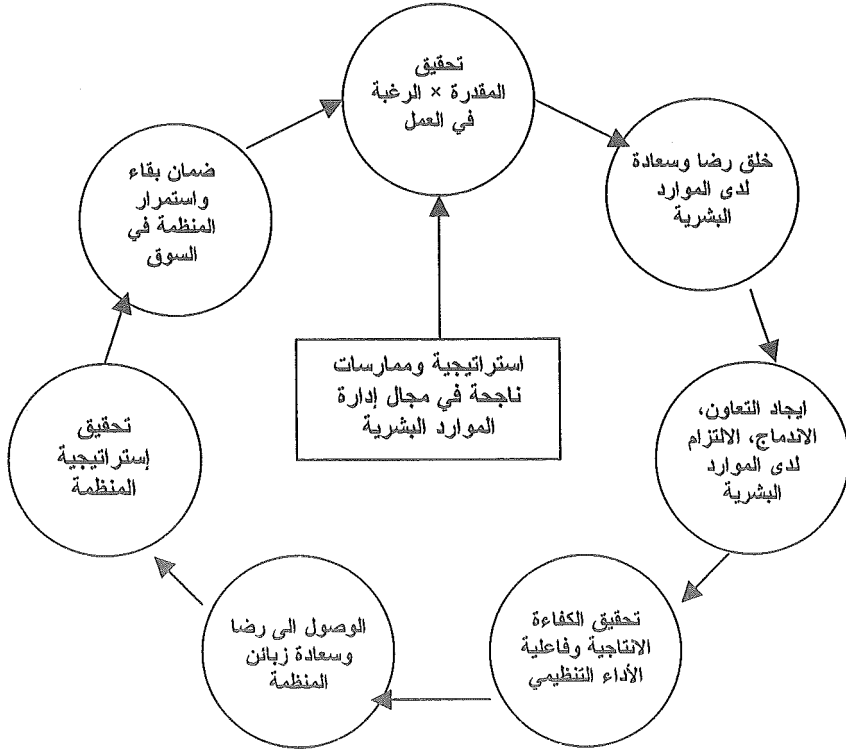 تحقيق
المقدرة × الرغبة
في العمل
خلق رضا وسعادة
لدى الموارد
البشرية
ايجاد التعاون،
الاندماج، الالتزام
لدى الموارد
البشرية
تحقيق الكفاءة
الانتاجية وفاعلية
الأداء التنظيمي
الوصول الى رضا
وسعادة زبائن
المنظمة
تحقيق
إستراتيجية
المنظمة
ضمان بقاء
واستمرار
المنظمة في
السوق
استراتيجية وممارسات
ناجحة في مجال إدارة
الموارد البشرية